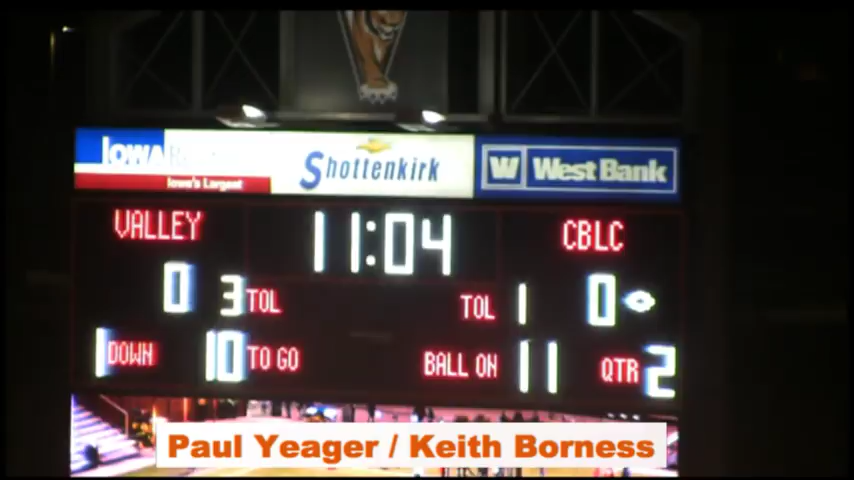 IOWA
Iowa's Largest
Shottenkirk
W West Bank
VALLEY 11:04 CBLC
0 3 TOL TOL 1 0
1 DOWN 10 TO GO BALL ON 11 QTR 2
Paul Yeager / Keith Borness